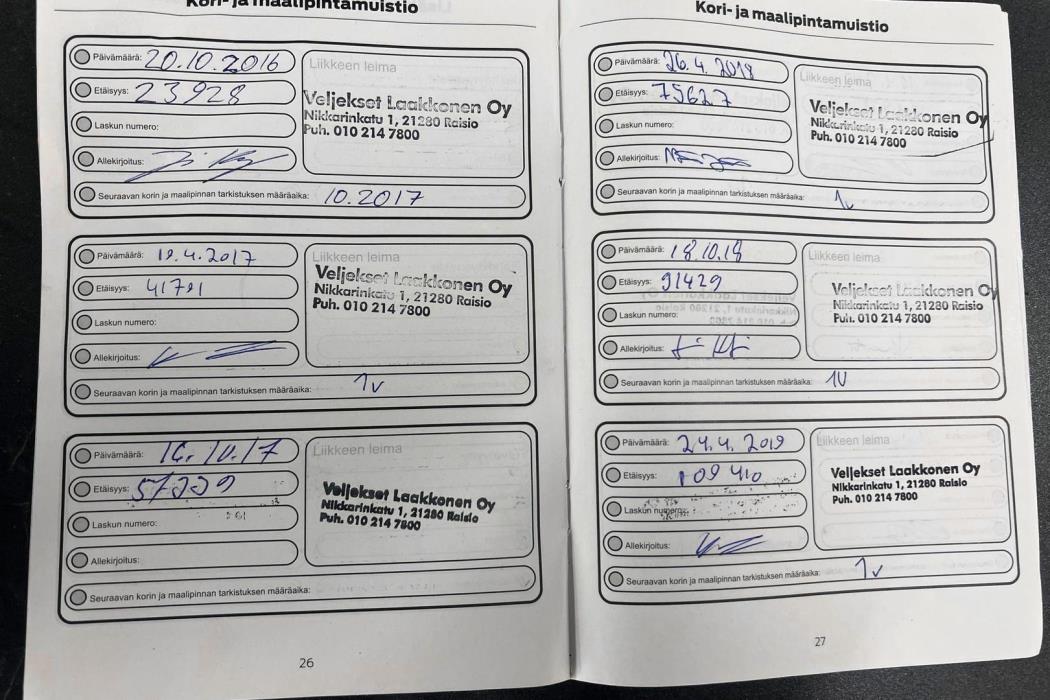 Kori- ja maalipintamuistio
Päivämäärä: 20.10.2016
Etäisyys: 23928
Laskun numero:
Allekirjoitus:
Liikkeen leima
Veljekset Laakkonen Oy
Nikkarinkatu 1, 21280 Raisio
Puh. 010 214 7800
Seuraavan korin ja maalipinnan tarkistuksen määräaika: 10.2017
Päivämäärä: 19.4.2017
Etäisyys: 41791
Laskun numero:
Allekirjoitus:
Liikkeen leima
Veljekset Laakkonen Oy
Nikkarinkatu 1, 21280 Raisio
Puh. 010 214 7800
Seuraavan korin ja maalipinnan tarkistuksen määräaika: 1v
Päivämäärä: 16.10.17
Etäisyys:
Laskun numero:
Allekirjoitus:
Liikkeen leima
Veljekset Laakkonen Oy
Nikkarinkatu 1, 21280 Raisio
Puh. 010 214 7800
Seuraavan korin ja maalipinnan tarkistuksen määräaika:
26
Kori- ja maalipintamuistio
Päivämäärä: 26.4.2018
Etäisyys: 75627
Laskun numero:
Allekirjoitus:
Liikkeen leima
Veljekset Laakkonen Oy
Nikkarinkatu 1, 21280 Raisio
Puh. 010 214 7800
Seuraavan korin ja maalipinnan tarkistuksen määräaika: 1v
Päivämäärä: 18.10.18
Etäisyys: 91429
Laskun numero:
Allekirjoitus:
Liikkeen leima
Veljekset Laakkonen Oy
Nikkarinkatu 1, 21280 Raisio
Puh. 010 214 7800
Seuraavan korin ja maalipinnan tarkistuksen määräaika: 1V
Päivämäärä: 24.4.2019
Etäisyys: 109410
Laskun numero:
Allekirjoitus:
Liikkeen leima
Veljekset Laakkonen Oy
Nikkarinkatu 1, 21280 Raisio
Puh. 010 214 7800
Seuraavan korin ja maalipinnan tarkistuksen määräaika: 1v
27